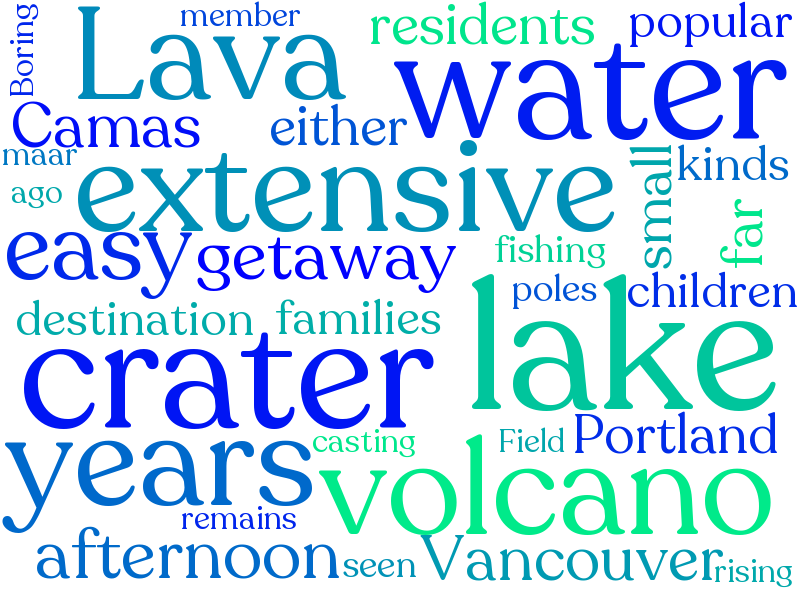 member
residents
popular
Boring
Lava
water
Camas
either
maar
extensive
small
kinds
ago
far
easy
getaway
fishing
poles
children
destination
families
lake
crater
years
casting
Field
Portland
volcano
remains
afternoon
seen
Vancouver
rising